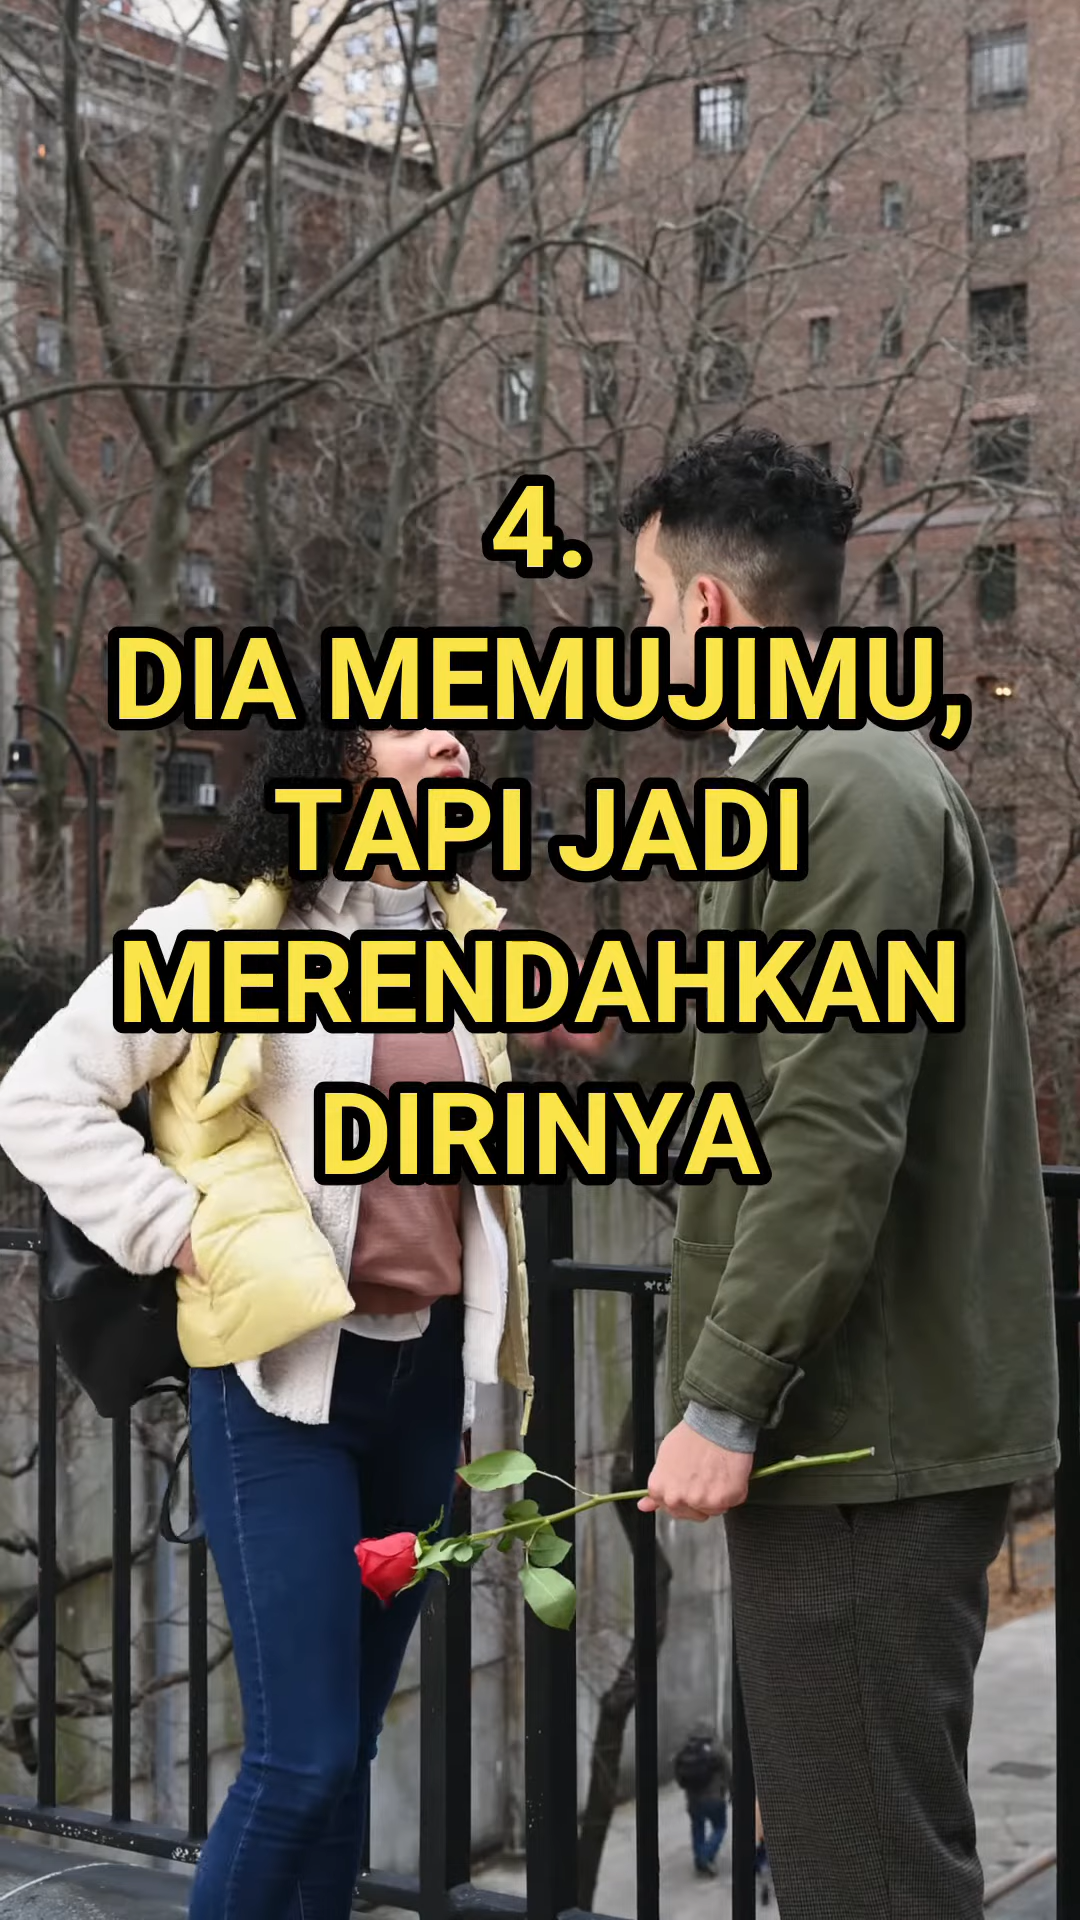 4.
DIA MEMUJIMU,
TAPI JADI
MERENDAHKAN
DIRINYA